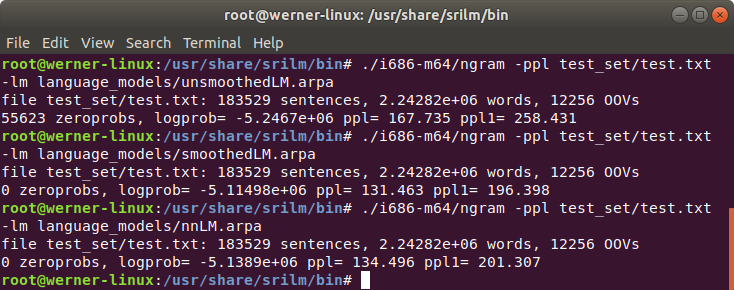 root@werner-linux: /usr/share/srilm/bin
File Edit View Search Terminal Help
root@werner-linux:/usr/share/srilm/bin# ./i686-m64/ngram -ppl test_set/test.txt
-lm language_models/unsmoothedLM.arpa
file test_set/test.txt: 183529 sentences, 2.24282e+06 words, 12256 OOVs
55623 zeroprobs, logprob= -5.2467e+06 ppl= 167.735 ppl1= 258.431
root@werner-linux:/usr/share/srilm/bin# ./i686-m64/ngram -ppl test_set/test.txt
-lm language_models/smoothedLM.arpa
file test_set/test.txt: 183529 sentences, 2.24282e+06 words, 12256 OOVs
0 zeroprobs, logprob= -5.11498e+06 ppl= 131.463 ppl1= 196.398
root@werner-linux:/usr/share/srilm/bin# ./i686-m64/ngram -ppl test_set/test.txt
-lm language_models/nnLM.arpa
file test_set/test.txt: 183529 sentences, 2.24282e+06 words, 12256 OOVs
0 zeroprobs, logprob= -5.1389e+06 ppl= 134.496 ppl1= 201.307
root@werner-linux:/usr/share/srilm/bin#